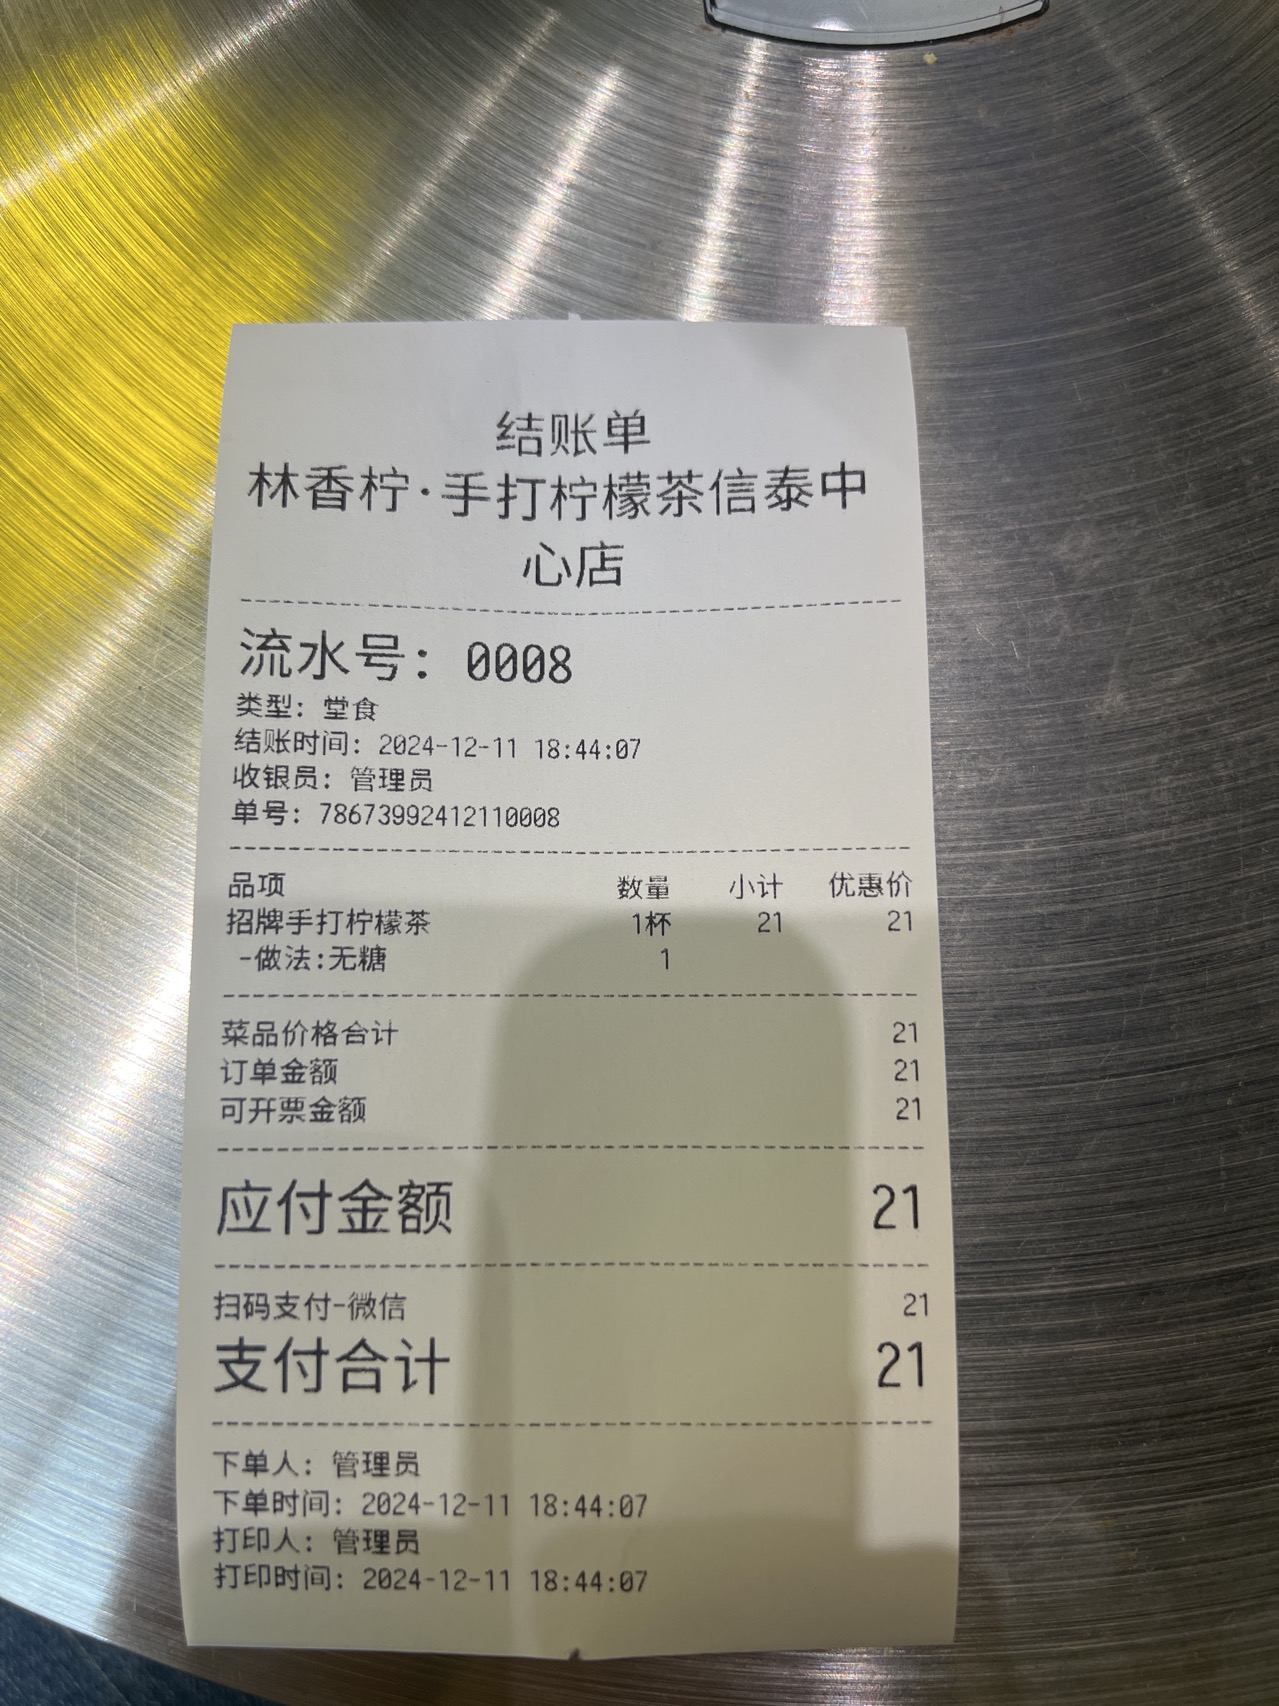 结账单
林香柠·手打柠檬茶信泰中
心店
流水号：0008
类型：堂食
结账时间：2024-12-11 18:44:07
收银员：管理员
单号：78673992412110008
品项 数量 小计 优惠价
招牌手打柠檬茶 1杯 21 21
-做法:无糖 1
菜品价格合计 21
订单金额 21
可开票金额 21
应付金额 21
扫码支付-微信 21
支付合计 21
下单人：管理员
下单时间：2024-12-11 18:44:07
打印人：管理员
打印时间：2024-12-11 18:44:07